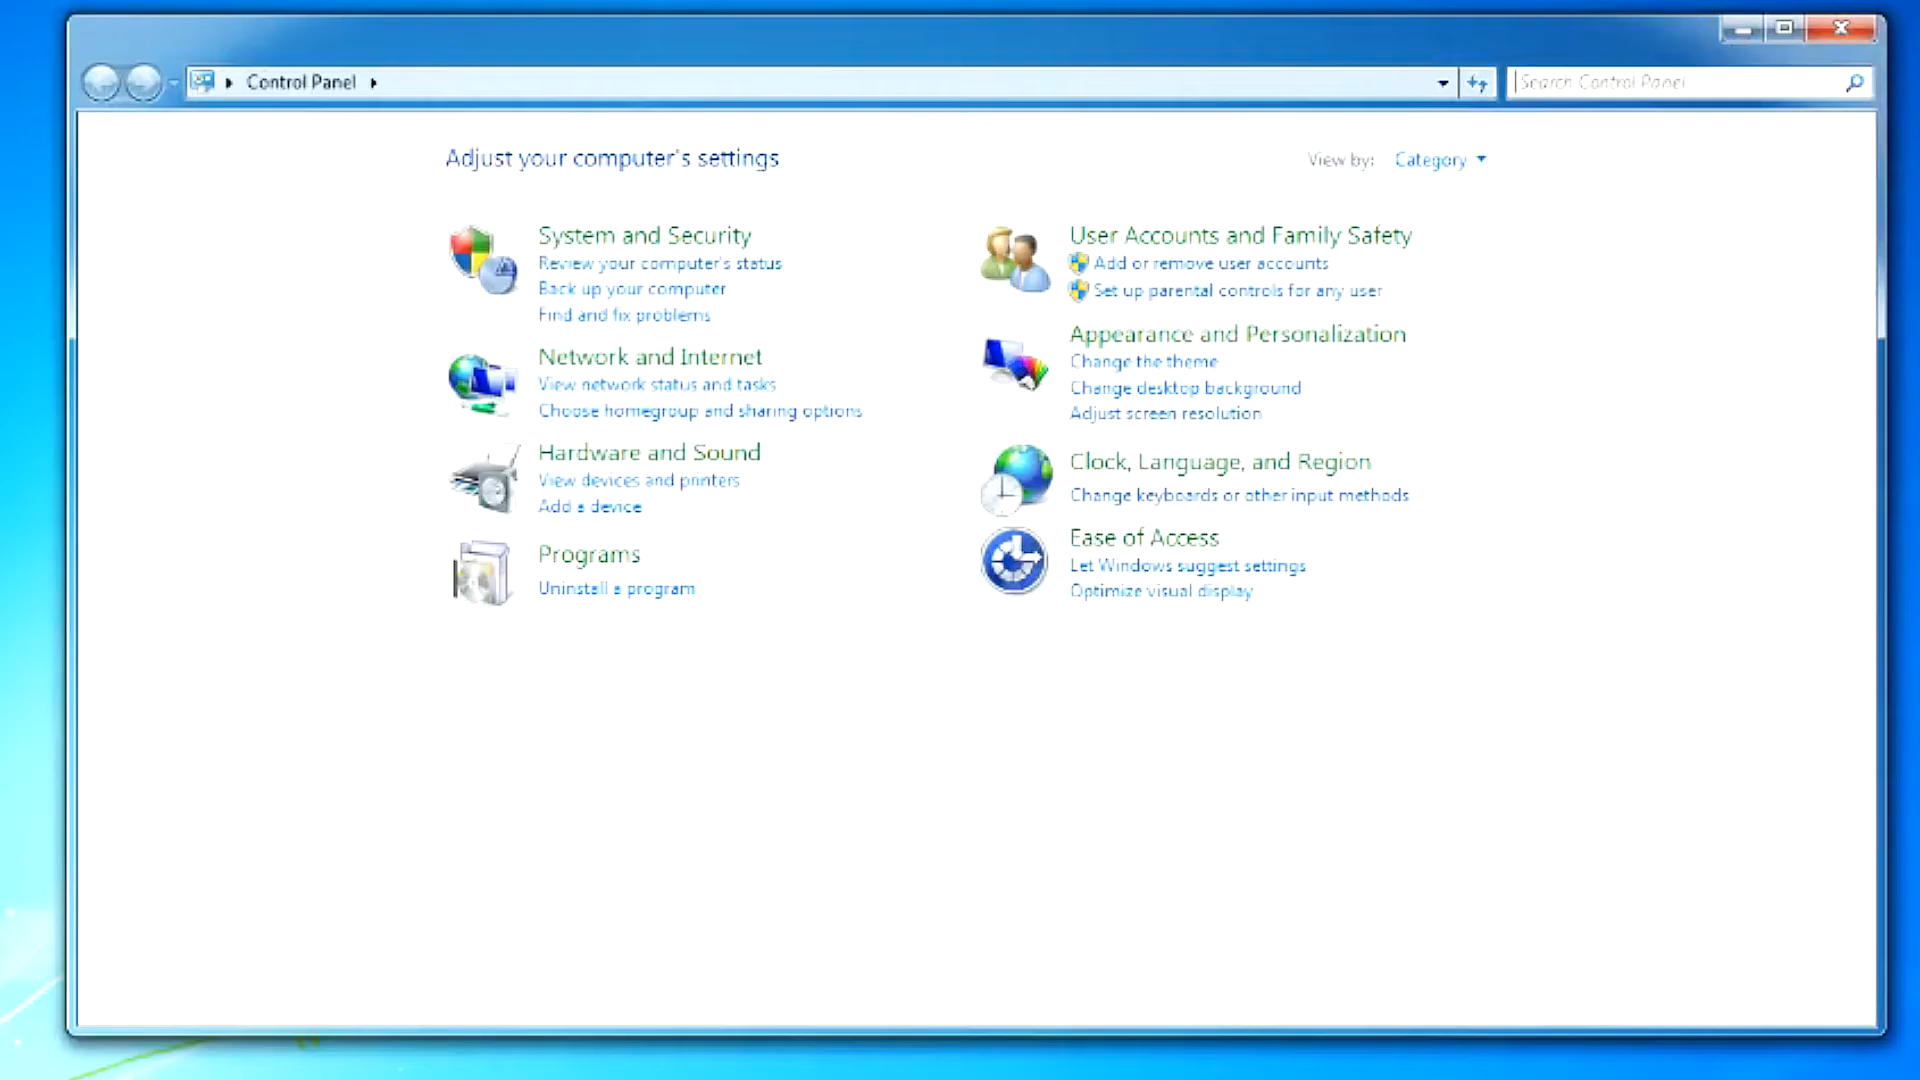 Control Panel
Search Control Panel
Adjust your computer's settings
View by: Category
System and Security
Review your computer's status
Back up your computer
Find and fix problems
Network and Internet
View network status and tasks
Choose homegroup and sharing options
Hardware and Sound
View devices and printers
Add a device
Programs
Uninstall a program
User Accounts and Family Safety
Add or remove user accounts
Set up parental controls for any user
Appearance and Personalization
Change the theme
Change desktop background
Adjust screen resolution
Clock, Language, and Region
Change keyboards or other input methods
Ease of Access
Let Windows suggest settings
Optimize visual display